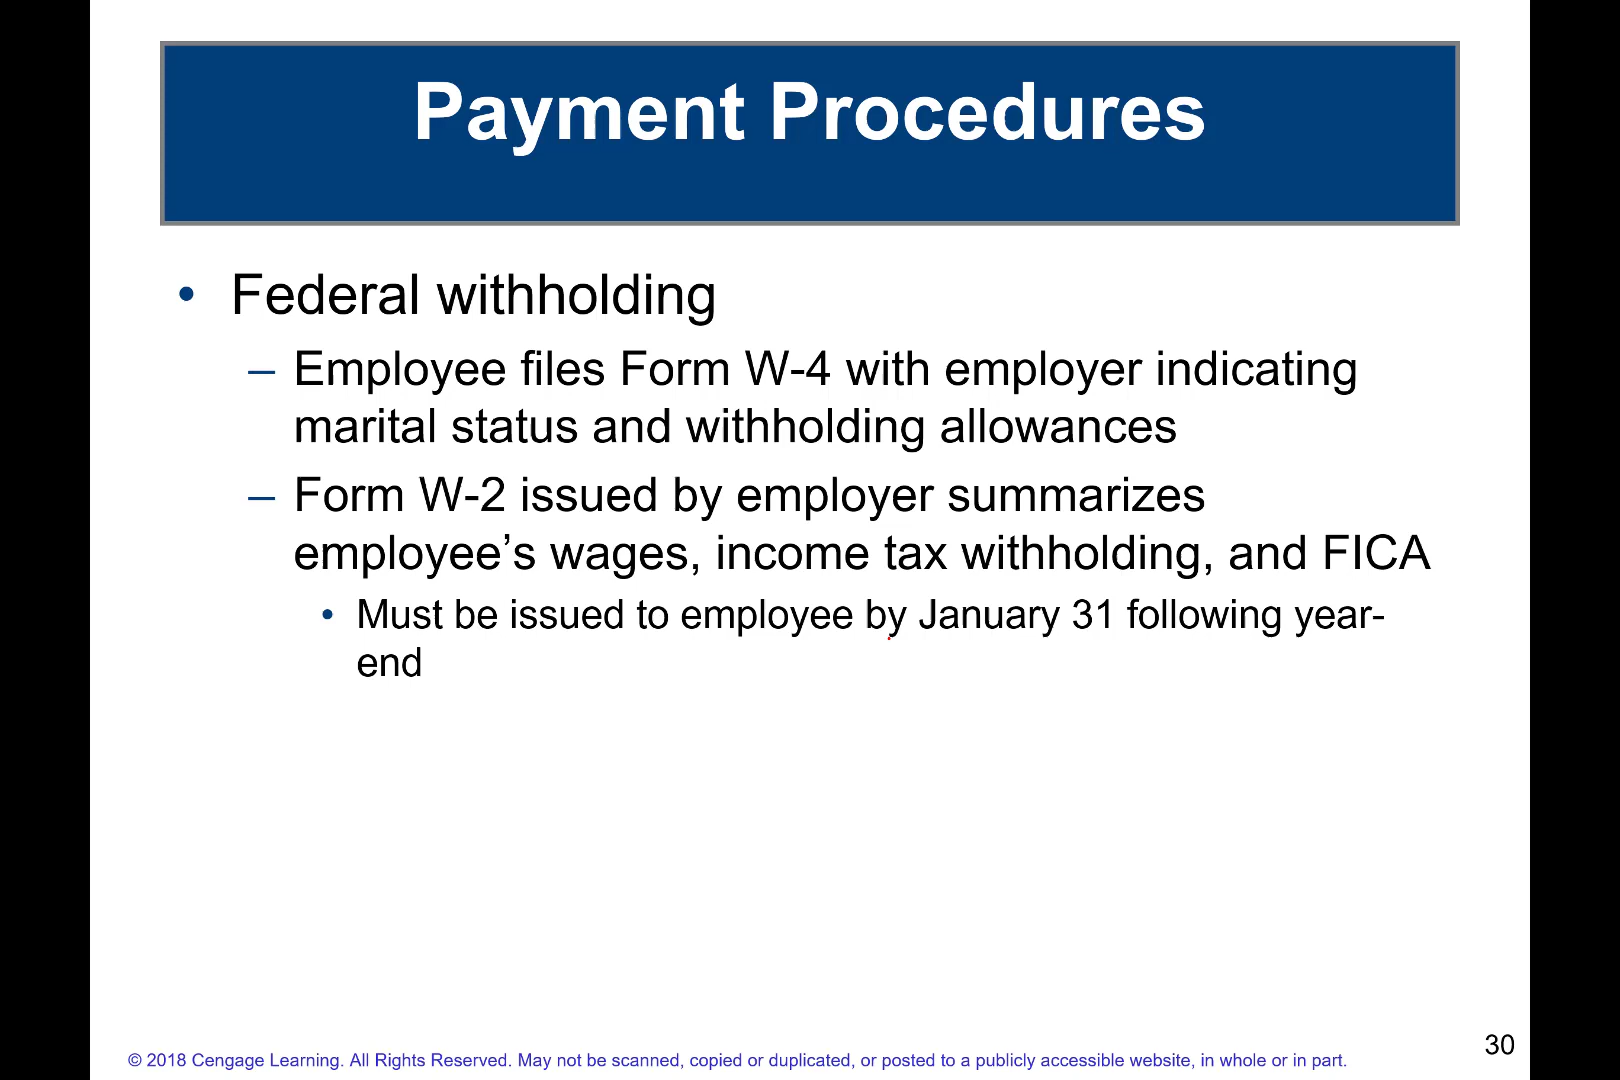 Payment Procedures
• Federal withholding
– Employee files Form W-4 with employer indicating
marital status and withholding allowances
– Form W-2 issued by employer summarizes
employee’s wages, income tax withholding, and FICA
• Must be issued to employee by January 31 following year-
end
30
© 2018 Cengage Learning. All Rights Reserved. May not be scanned, copied or duplicated, or posted to a publicly accessible website, in whole or in part.